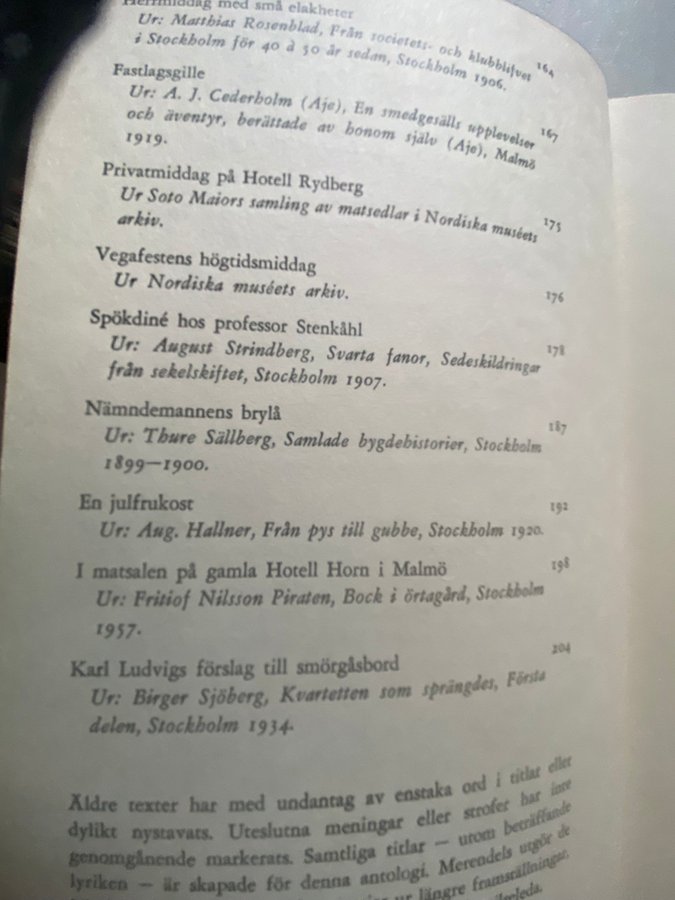 Herrmiddag med små elakheter
Ur: Matthias Rosenblad, Från societets- och klubblifvet 164
i Stockholm för 40 à 50 år sedan, Stockholm 1906.
Fastlagsgille
Ur: A. J. Cederholm (Aje), En smedgesälls upplevelser 167
och äventyr, berättade av honom själv (Aje), Malmö
1919.
Privatmiddag på Hotell Rydberg
Ur Soto Maiors samling av matsedlar i Nordiska muséets 175
arkiv.
Vegafestens högtidsmiddag
Ur Nordiska muséets arkiv. 176
Spökdiné hos professor Stenkåhl
Ur: August Strindberg, Svarta fanor, Sedeskildringar 178
från sekelskiftet, Stockholm 1907.
Nämndemannens brylå
Ur: Thure Sällberg, Samlade bygdehistorier, Stockholm 187
1899—1900.
En julfrukost 192
Ur: Aug. Hallner, Från pys till gubbe, Stockholm 1920.
I matsalen på gamla Hotell Horn i Malmö 198
Ur: Fritiof Nilsson Piraten, Bock i örtagård, Stockholm
1957.
Karl Ludvigs förslag till smörgåsbord 204
Ur: Birger Sjöberg, Kvartetten som sprängdes, Första
delen, Stockholm 1934.
Äldre texter har med undantag av enstaka ord i titlar eller
dylikt nystavats. Uteslutna meningar eller strofer har inte
genomgående markerats. Samtliga titlar — utom beträffande
lyriken — är skapade för denna antologi. Merendels utgör de
ur längre framställningar,